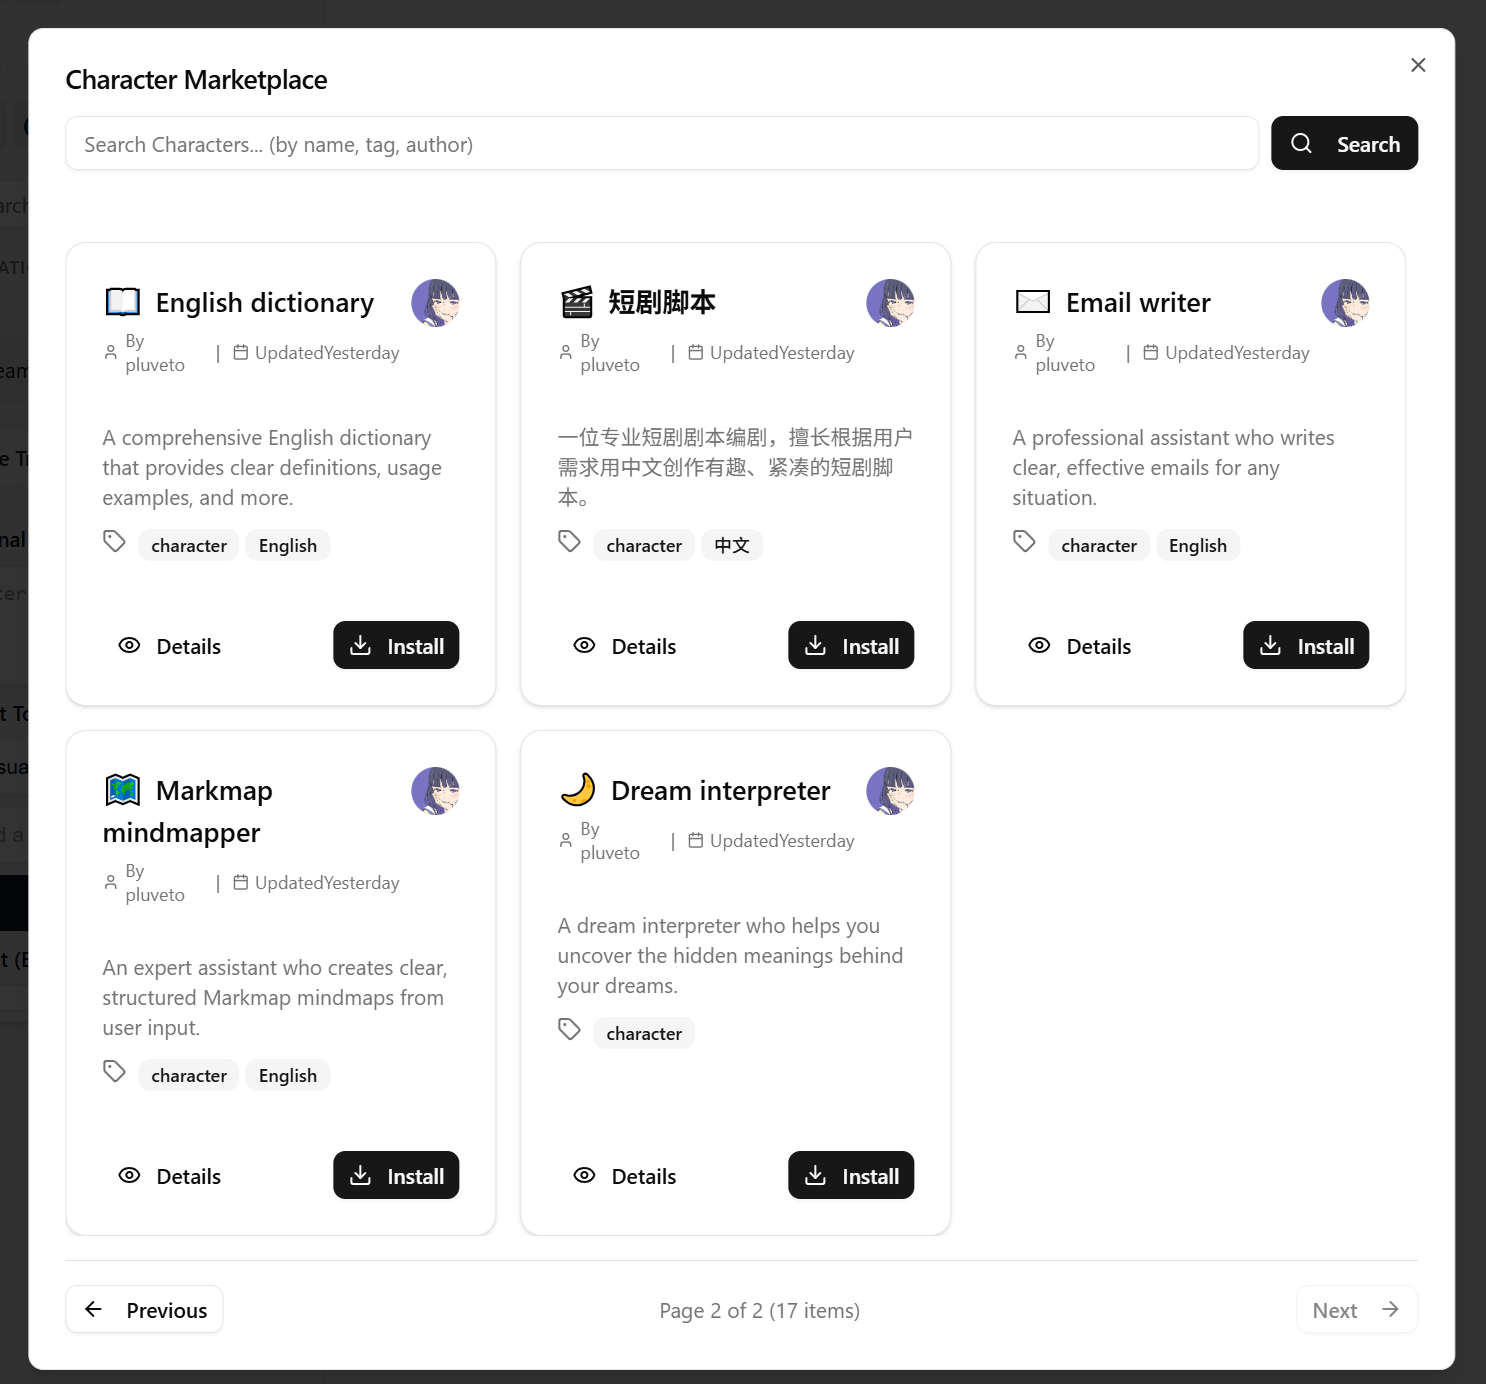 Character Marketplace
Search Characters... (by name, tag, author)
Search
English dictionary
By
pluveto
| UpdatedYesterday
A comprehensive English dictionary
that provides clear definitions, usage
examples, and more.
character English
Details Install
短剧脚本
By
pluveto
| UpdatedYesterday
一位专业短剧剧本编剧，擅长根据用户
需求用中文创作有趣、紧凑的短剧脚
本。
character 中文
Details Install
Email writer
By
pluveto
| UpdatedYesterday
A professional assistant who writes
clear, effective emails for any
situation.
character English
Details Install
Markmap
mindmapper
By
pluveto
| UpdatedYesterday
An expert assistant who creates clear,
structured Markmap mindmaps from
user input.
character English
Details Install
Dream interpreter
By
pluveto
| UpdatedYesterday
A dream interpreter who helps you
uncover the hidden meanings behind
your dreams.
character
Details Install
Previous
Page 2 of 2 (17 items)
Next